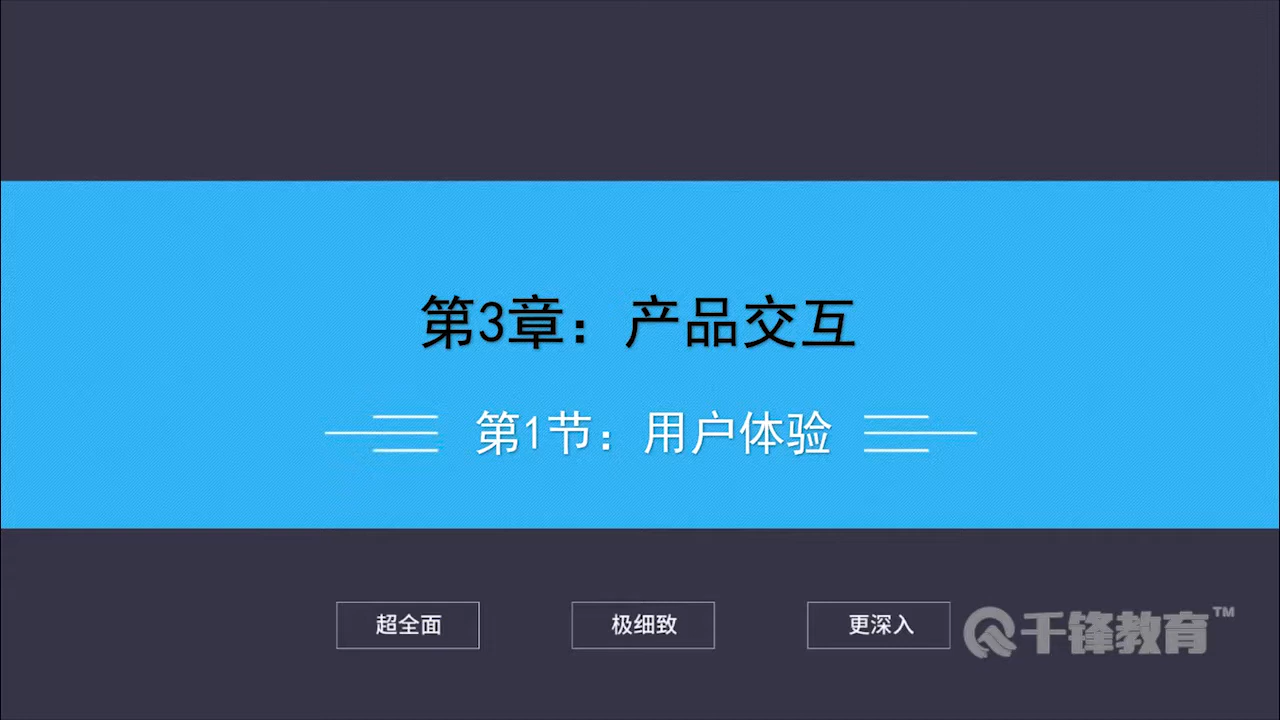 第3章：产品交互
第1节：用户体验
超全面
极细致
更深入
千锋教育™